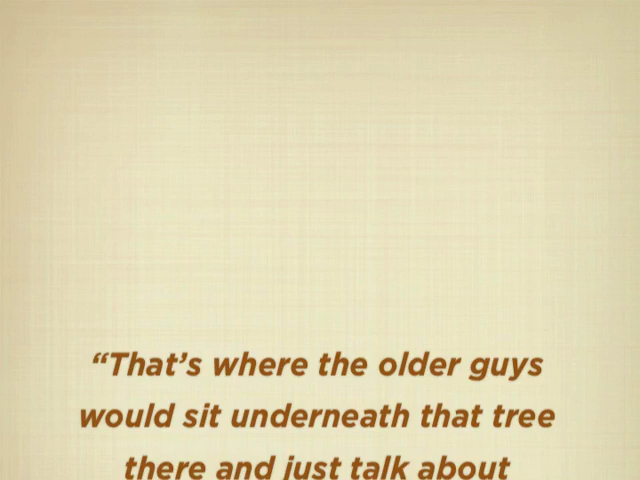 “That’s where the older guys
would sit underneath that tree
there and just talk about